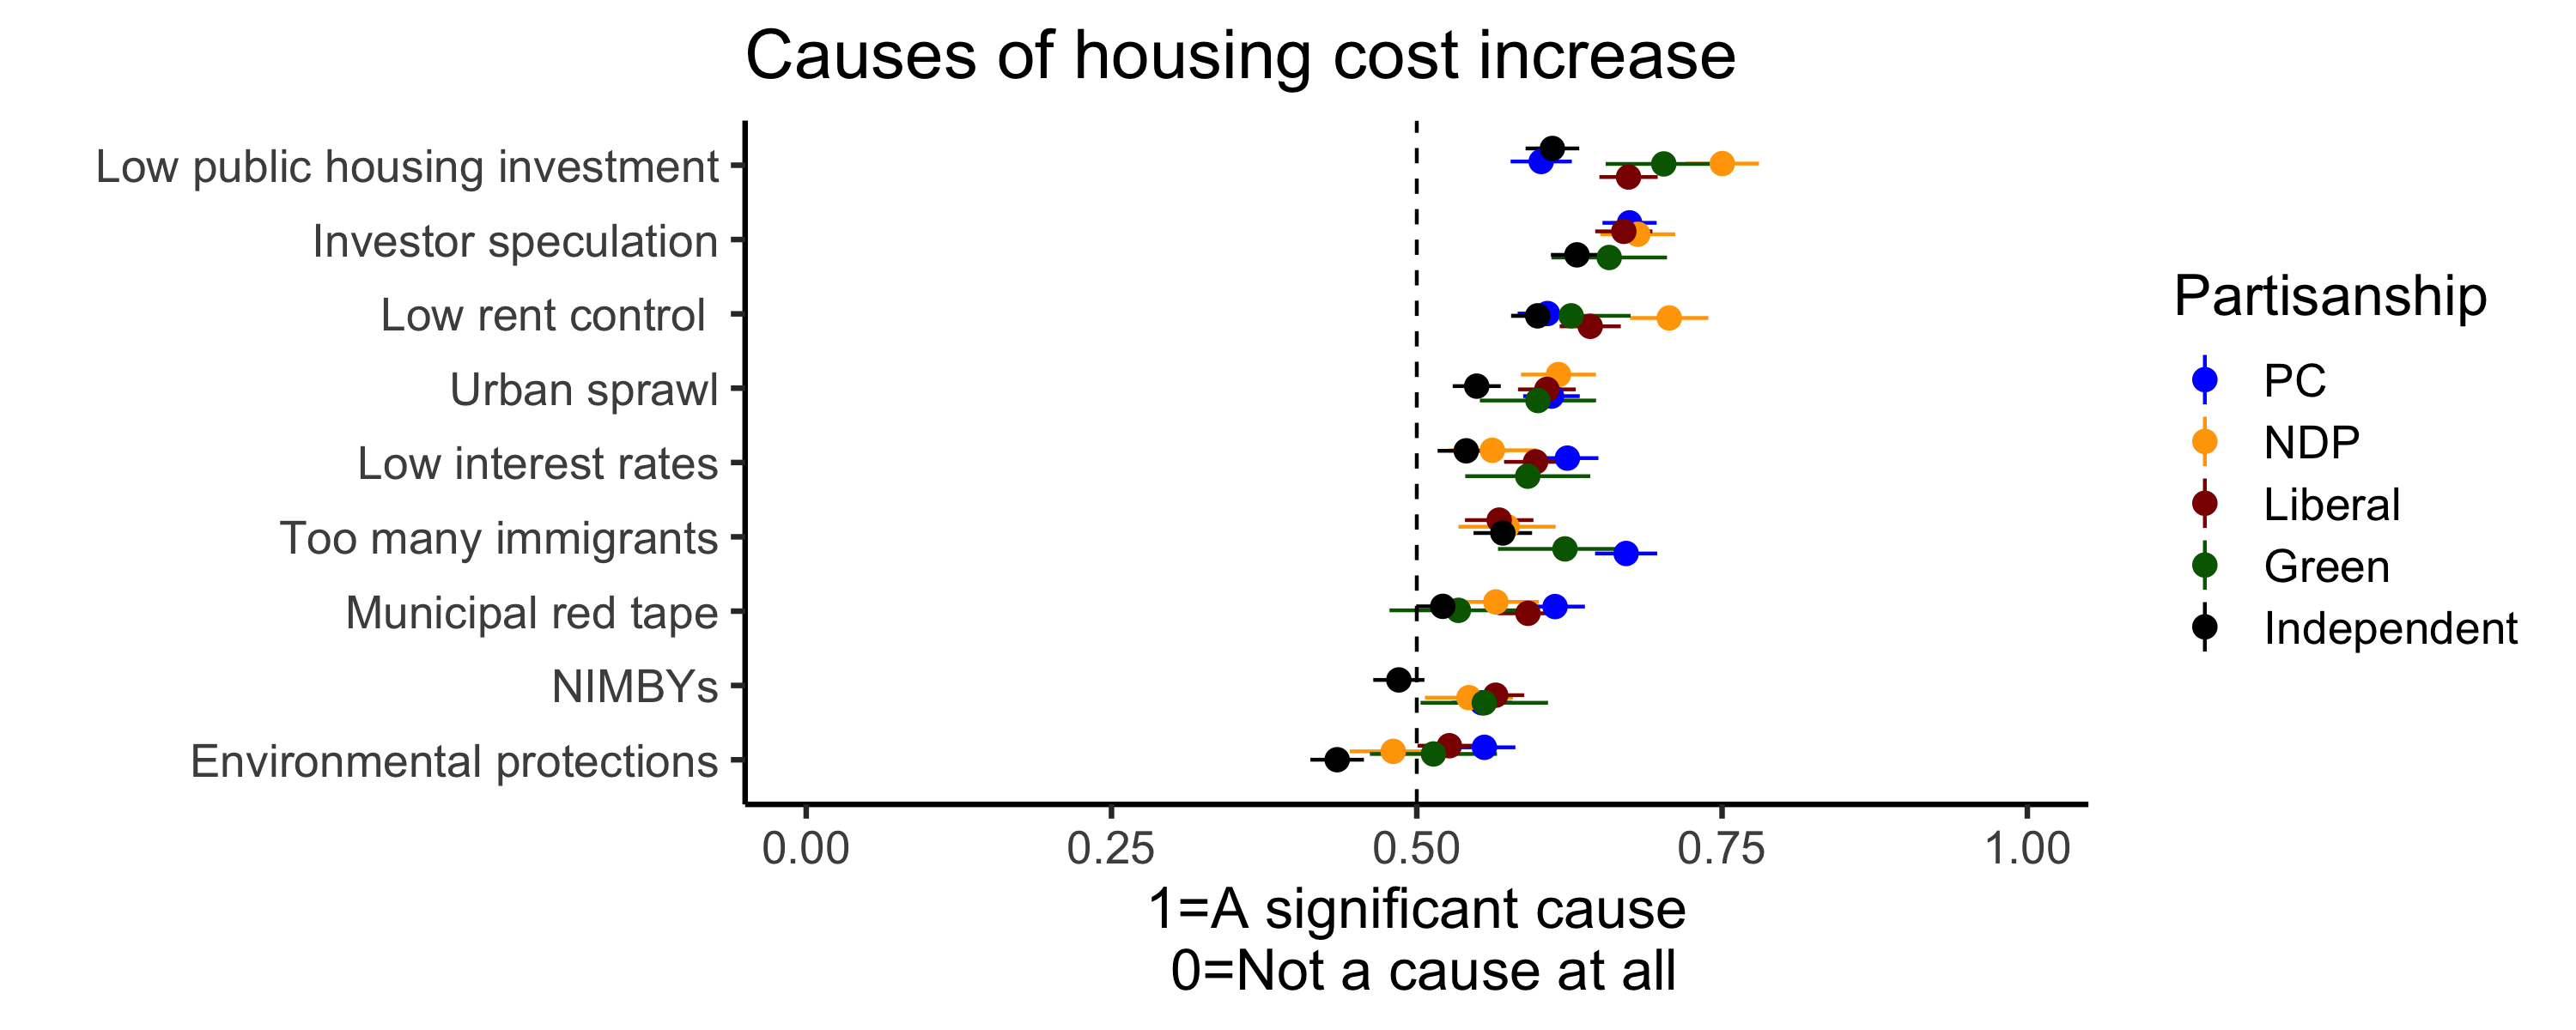 Causes of housing cost increase
Low public housing investment
Investor speculation
Low rent control
Urban sprawl
Low interest rates
Too many immigrants
Municipal red tape
NIMBYs
Environmental protections
0.00 0.25 0.50 0.75 1.00
1=A significant cause
0=Not a cause at all
Partisanship
PC
NDP
Liberal
Green
Independent